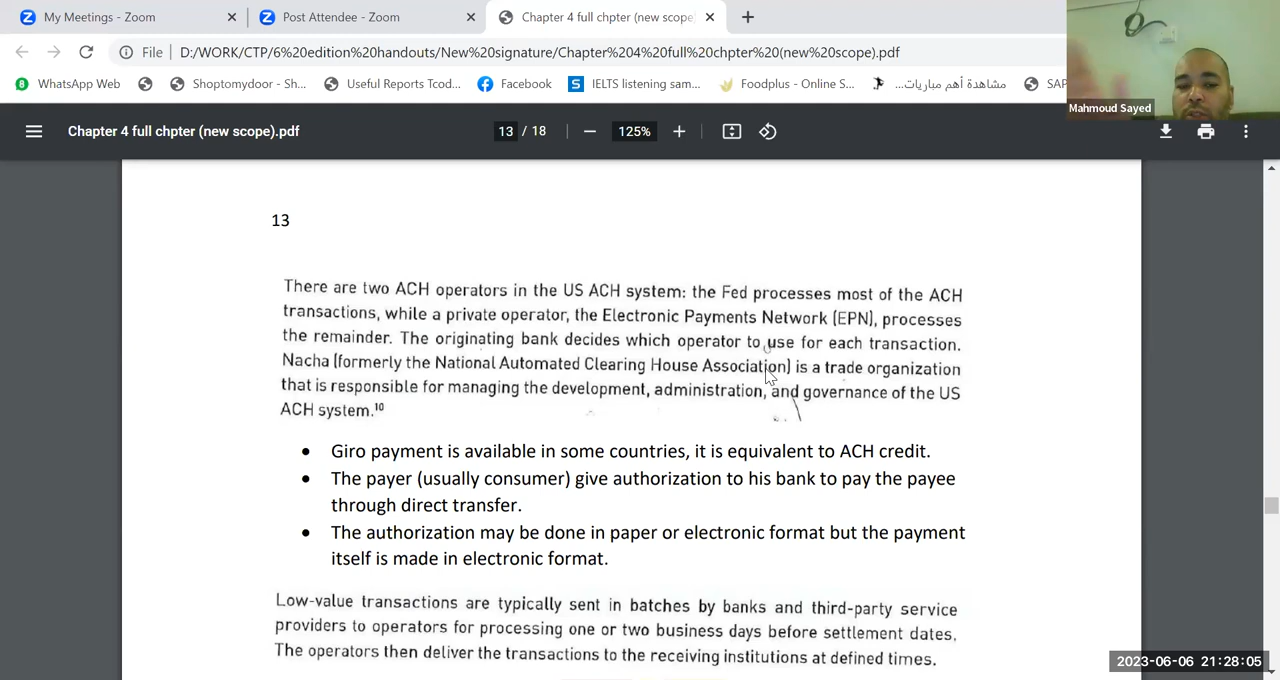 My Meetings - Zoom
Post Attendee - Zoom
Chapter 4 full chpter (new scope)
File
D:/WORK/CTP/6%20edition%20handouts/New%20signature/Chapter%204%20full%20chpter%20(new%20scope).pdf
WhatsApp Web
Shoptomydoor - Sh...
Useful Reports Tcod...
Facebook
IELTS listening sam...
Foodplus - Online S...
مشاهدة أهم مباريات...
SAP
Mahmoud Sayed
Chapter 4 full chpter (new scope).pdf
13 / 18
125%
13
There are two ACH operators in the US ACH system: the Fed processes most of the ACH
transactions, while a private operator, the Electronic Payments Network (EPN), processes
the remainder. The originating bank decides which operator to use for each transaction.
Nacha (formerly the National Automated Clearing House Association) is a trade organization
that is responsible for managing the development, administration, and governance of the US
ACH system.¹⁰
• Giro payment is available in some countries, it is equivalent to ACH credit.
• The payer (usually consumer) give authorization to his bank to pay the payee
through direct transfer.
• The authorization may be done in paper or electronic format but the payment
itself is made in electronic format.
Low-value transactions are typically sent in batches by banks and third-party service
providers to operators for processing one or two business days before settlement dates.
The operators then deliver the transactions to the receiving institutions at defined times.
2023-06-06 21:28:05